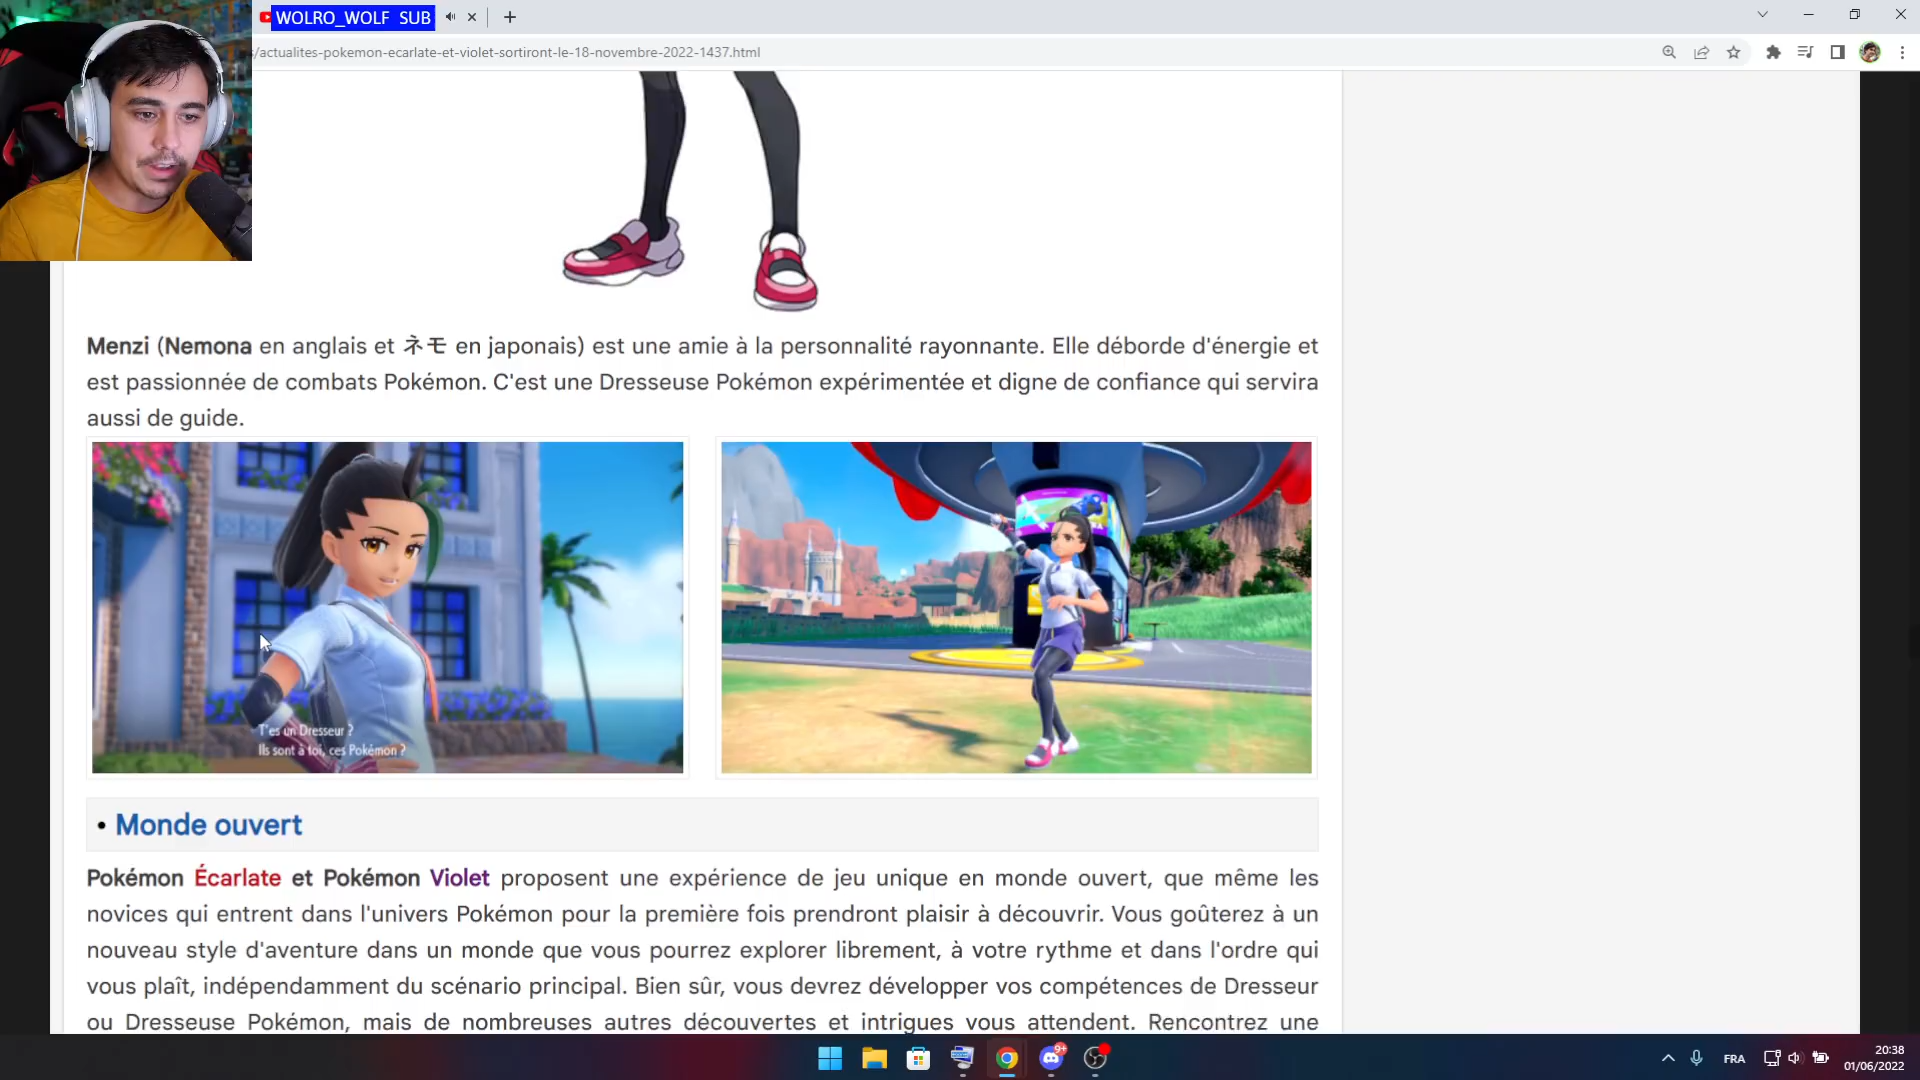 WOLRO_WOLF SUB
/actualites-pokemon-ecarlate-et-violet-sortiront-le-18-novembre-2022-1437.html
Menzi (Nemona en anglais et ネモ en japonais) est une amie à la personnalité rayonnante. Elle déborde d'énergie et
est passionnée de combats Pokémon. C'est une Dresseuse Pokémon expérimentée et digne de confiance qui servira
aussi de guide.
T'es un Dresseur ?
Ils sont à toi, ces Pokémon ?
• Monde ouvert
Pokémon Écarlate et Pokémon Violet proposent une expérience de jeu unique en monde ouvert, que même les
novices qui entrent dans l'univers Pokémon pour la première fois prendront plaisir à découvrir. Vous goûterez à un
nouveau style d'aventure dans un monde que vous pourrez explorer librement, à votre rythme et dans l'ordre qui
vous plaît, indépendamment du scénario principal. Bien sûr, vous devrez développer vos compétences de Dresseur
ou Dresseuse Pokémon, mais de nombreuses autres découvertes et intrigues vous attendent. Rencontrez une
9+
FRA
20:38
01/06/2022